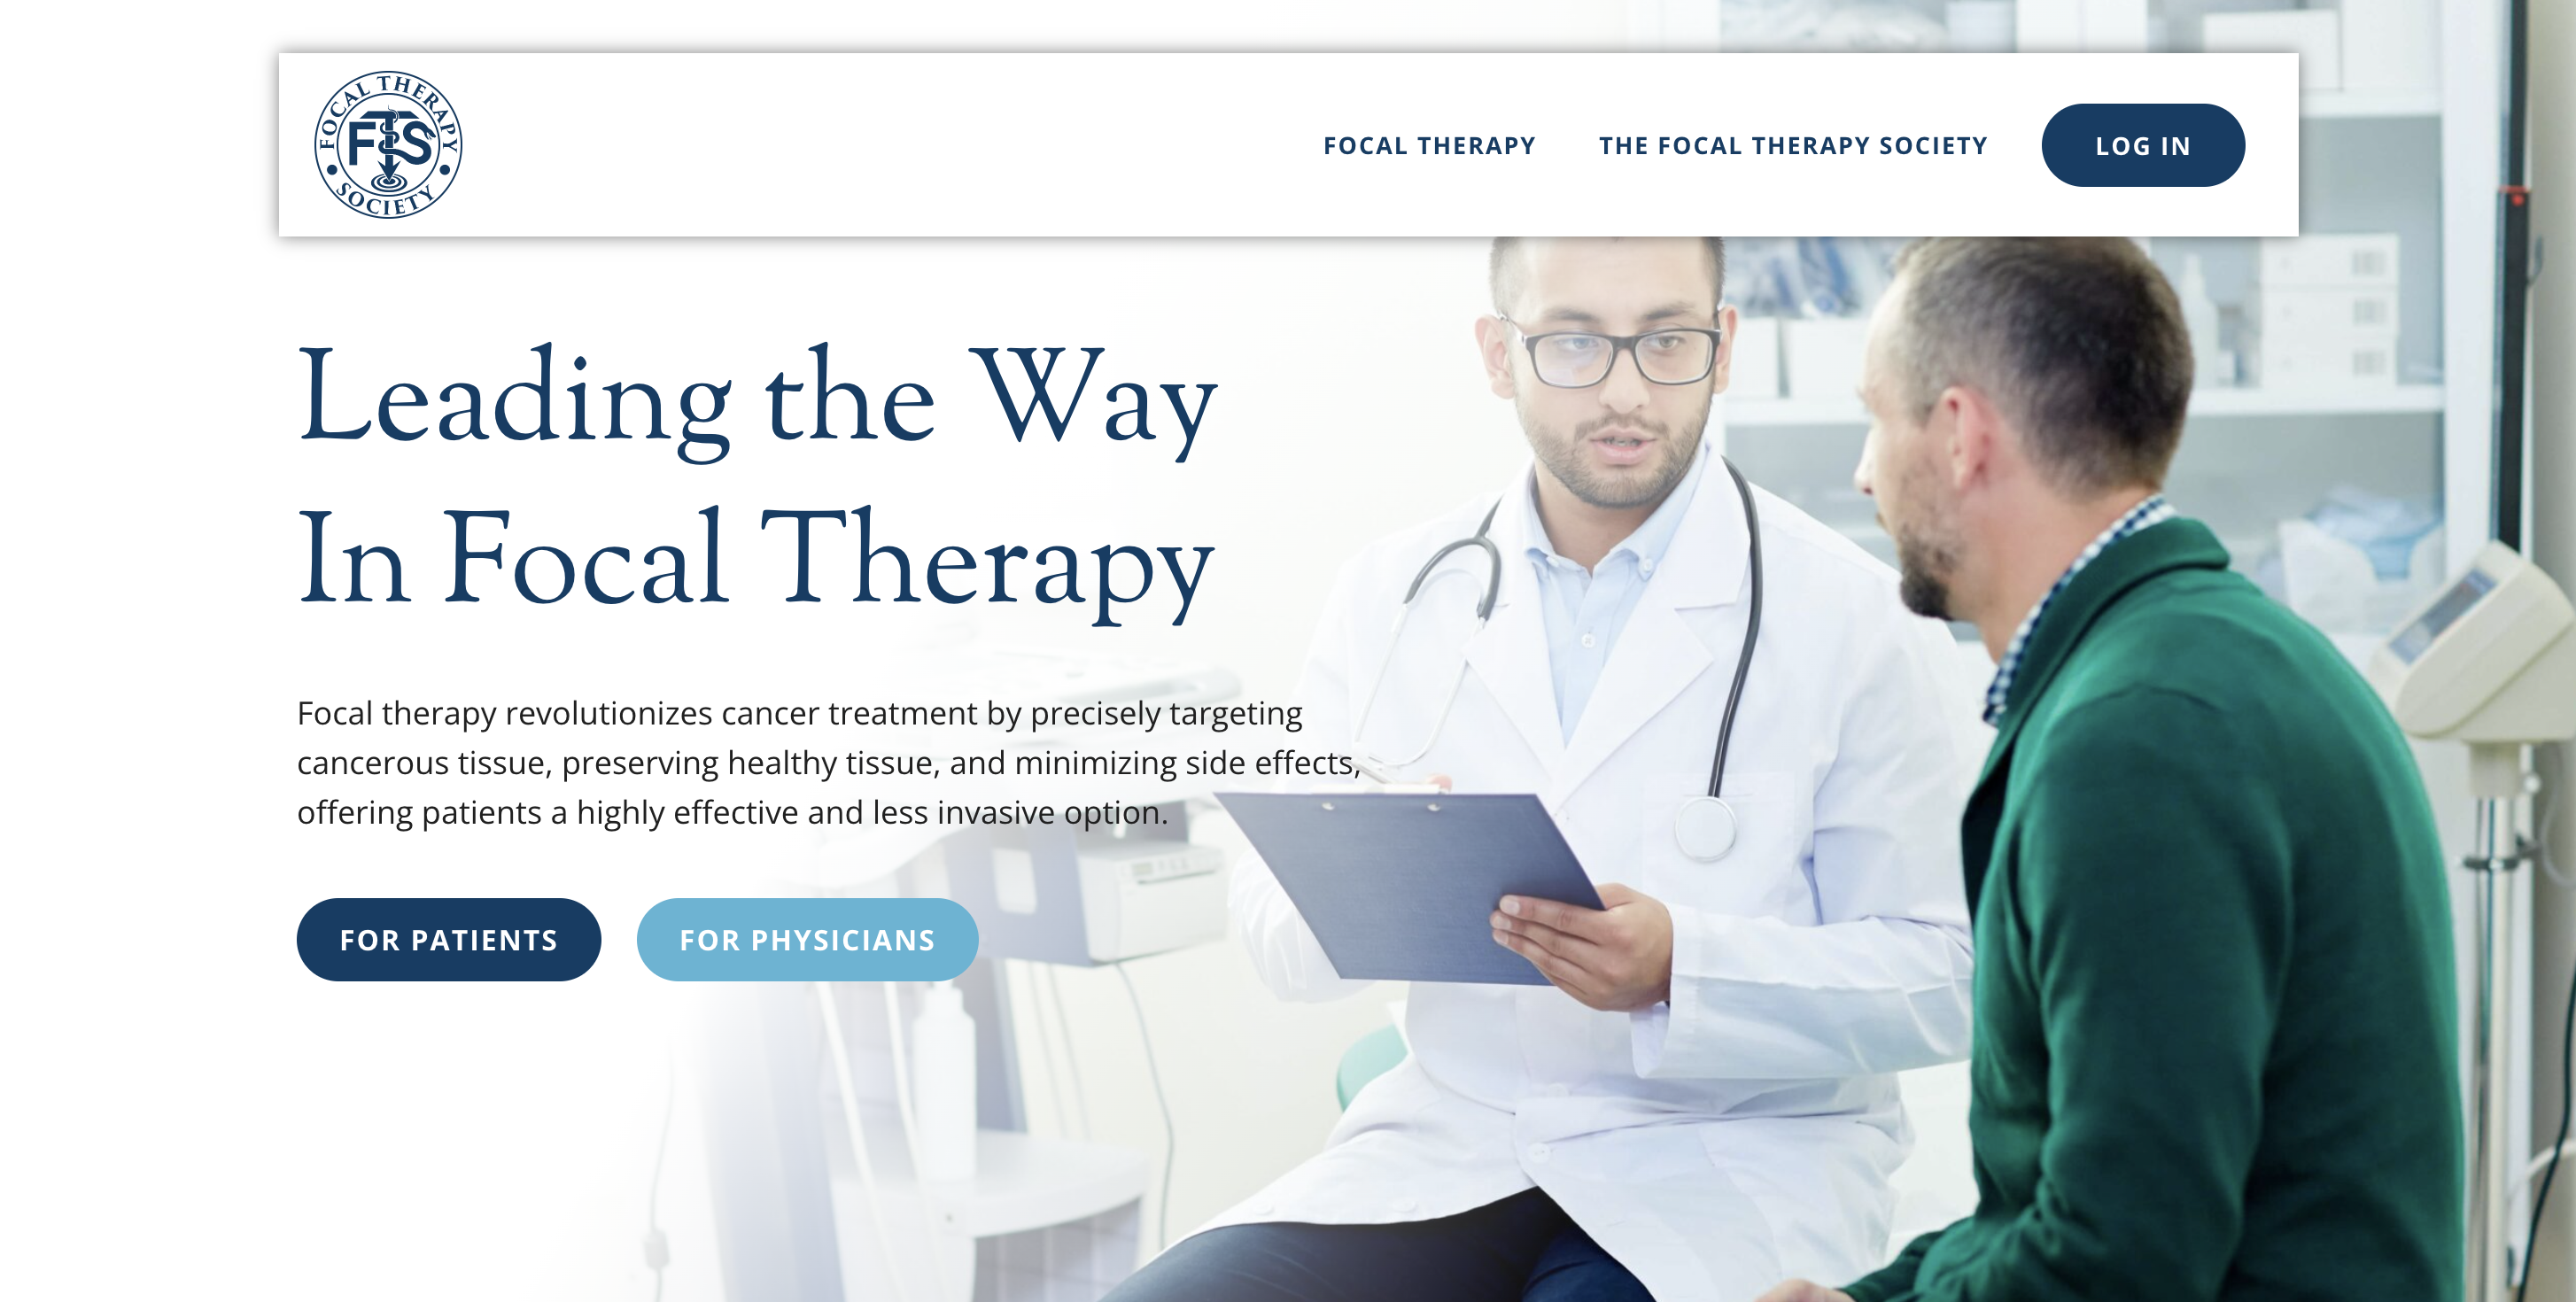 FOCAL THERAPY
FTS
SOCIETY
FOCAL THERAPY
THE FOCAL THERAPY SOCIETY
LOG IN
Leading the Way
In Focal Therapy
Focal therapy revolutionizes cancer treatment by precisely targeting
cancerous tissue, preserving healthy tissue, and minimizing side effects,
offering patients a highly effective and less invasive option.
FOR PATIENTS
FOR PHYSICIANS